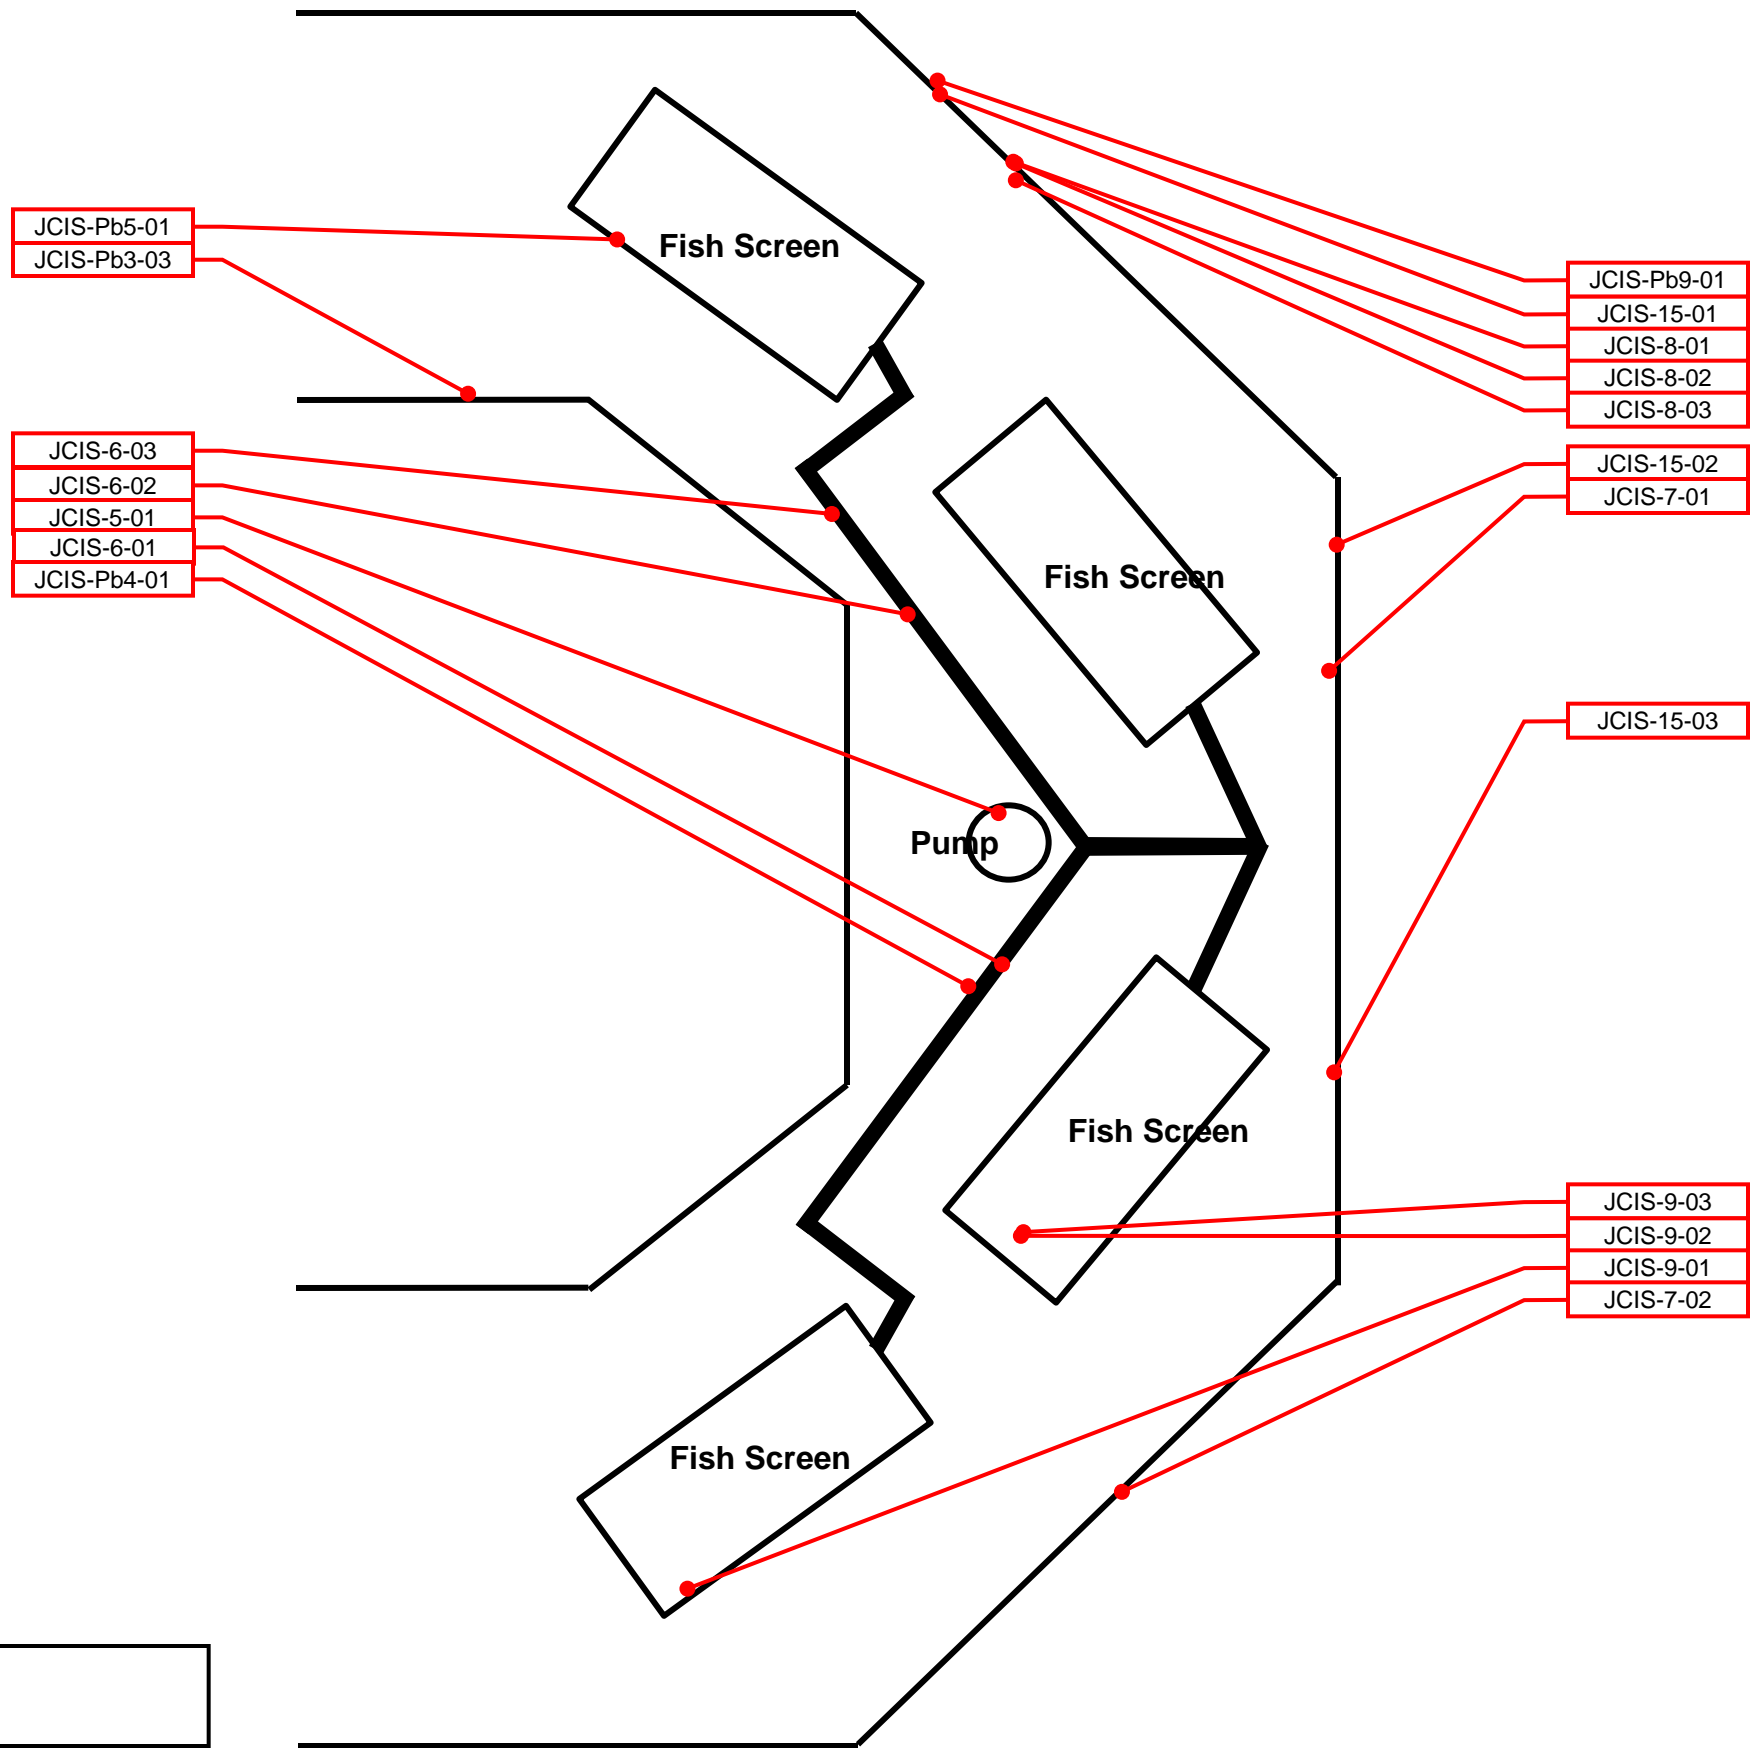 JCIS-Pb5-01
JCIS-Pb3-03
Fish Screen
JCIS-Pb9-01
JCIS-15-01
JCIS-8-01
JCIS-8-02
JCIS-8-03
JCIS-6-03
JCIS-6-02
JCIS-5-01
JCIS-6-01
JCIS-Pb4-01
JCIS-15-02
JCIS-7-01
Fish Screen
JCIS-15-03
Pump
Fish Screen
JCIS-9-03
JCIS-9-02
JCIS-9-01
JCIS-7-02
Fish Screen